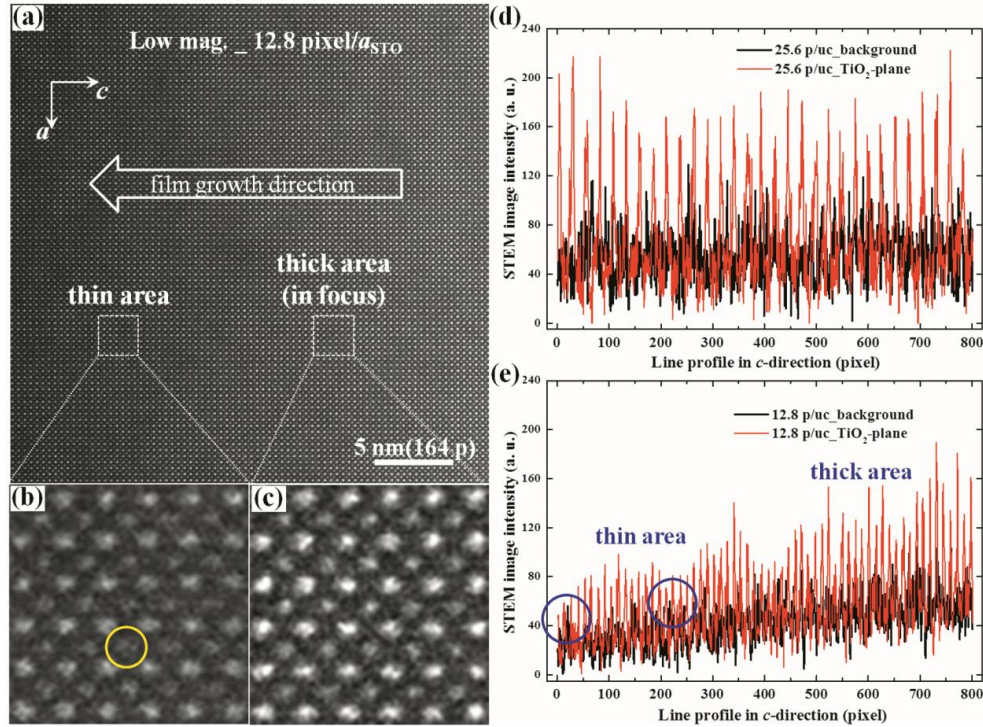 (a)
Low mag. _ 12.8 pixel/aSTO
c
a
film growth direction
thin area
thick area
(in focus)
5 nm(164 p)
(b)
(c)
(d)
STEM image intensity (a. u.)
240
200
160
120
80
40
0
25.6 p/uc_background
25.6 p/uc_TiO2-plane
0 100 200 300 400 500 600 700 800
Line profile in c-direction (pixel)
(e)
STEM image intensity (a. u.)
240
200
160
120
80
40
0
12.8 p/uc_background
12.8 p/uc_TiO2-plane
thick area
thin area
0 100 200 300 400 500 600 700 800
Line profile in c-direction (pixel)